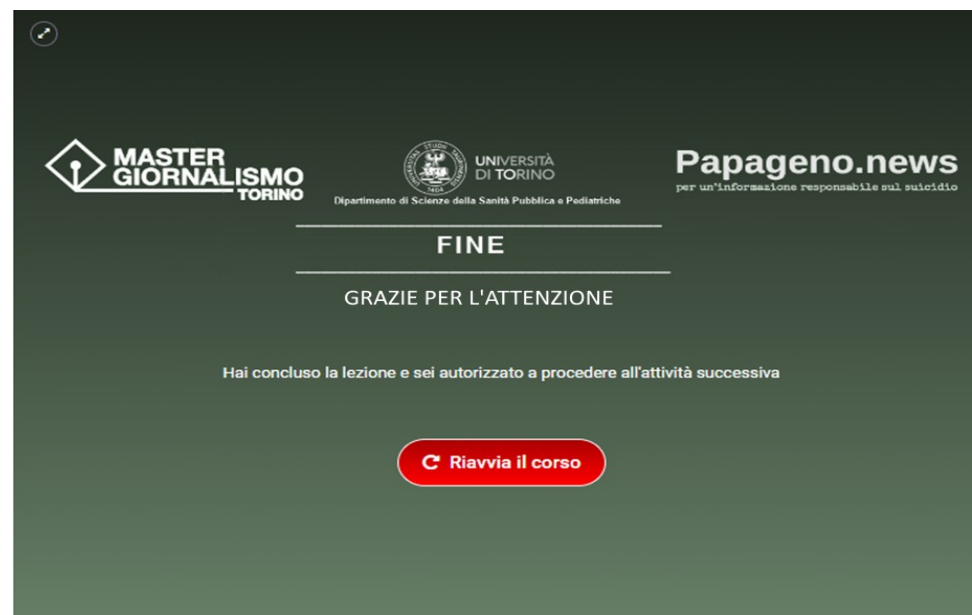 MASTER
GIORNALISMO
TORINO
UNIVERSITÀ
DI TORINO
Dipartimento di Scienze della Sanità Pubblica e Pediatriche
Papageno.news
per un'informazione responsabile sul suicidio
FINE
GRAZIE PER L'ATTENZIONE
Hai concluso la lezione e sei autorizzato a procedere all'attività successiva
Riavvia il corso